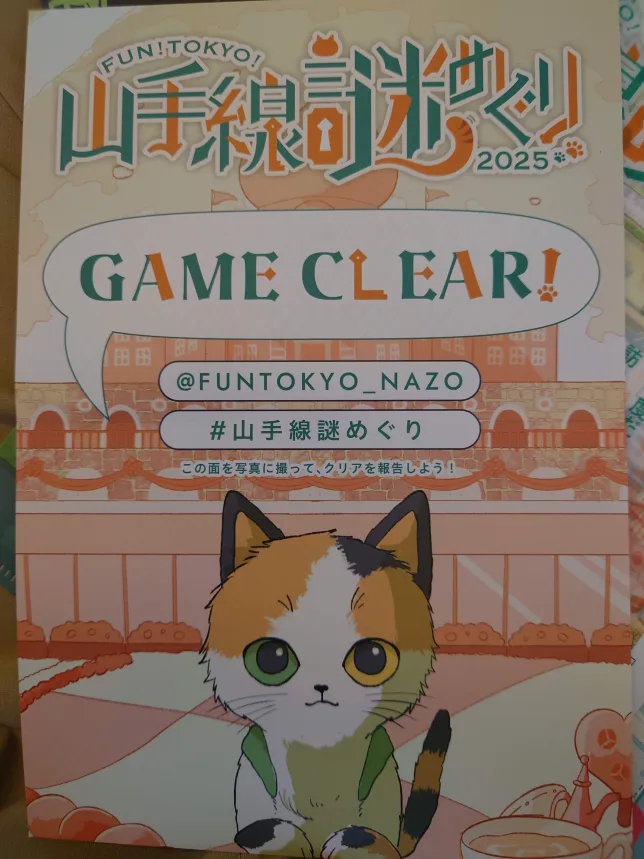 FUN!TOKYO!
山手線謎めぐり
2025
GAME CLEAR!
@FUNTOKYO_NAZO
#山手線謎めぐり
この面を写真に撮って、クリアを報告しよう！